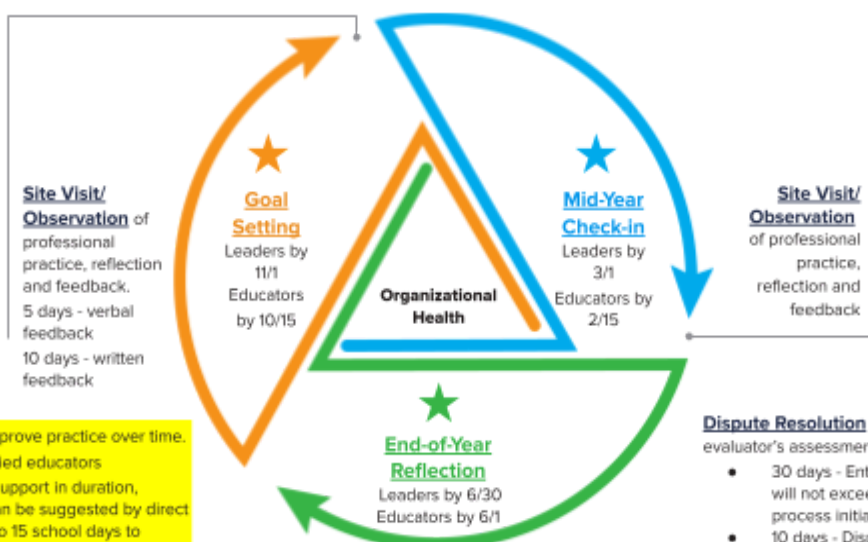 Site Visit/
Observation of
professional
practice, reflection
and feedback.
5 days - verbal
feedback
10 days - written
feedback
Goal
Setting
Leaders by
11/1
Educators
by 10/15
Organizational
Health
Mid-Year
Check-in
Leaders by
3/1
Educators by
2/15
Site Visit/
Observation
of professional
practice,
reflection and
feedback
prove practice over time.
ied educators
upport in duration,
an be suggested by direct
o 15 school days to
End-of-Year
Reflection
Leaders by 6/30
Educators by 6/1
Dispute Resolution
evaluator's assessmen
• 30 days - Ent
will not excee
process initia
• 10 days - Disp